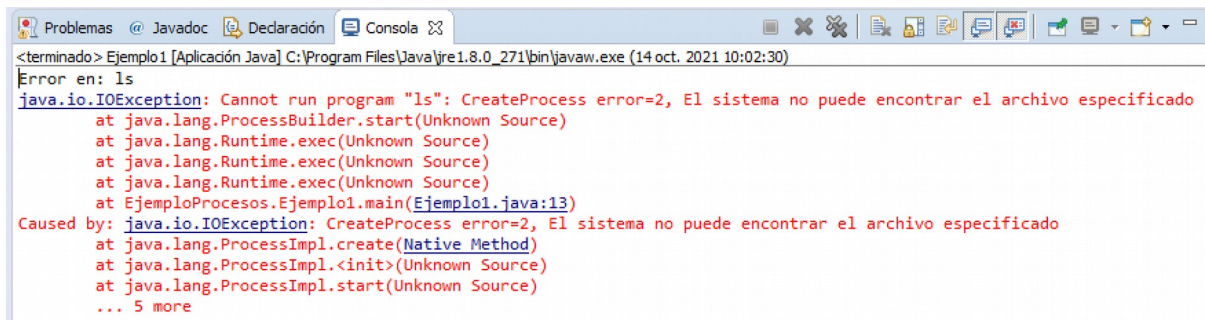 Problemas @ Javadoc Declaración Consola
<terminado> Ejemplo1 [Aplicación Java] C:\Program Files\Java\jre1.8.0_271\bin\javaw.exe (14 oct. 2021 10:02:30)
Error en: ls
java.io.IOException: Cannot run program "ls": CreateProcess error=2, El sistema no puede encontrar el archivo especificado
at java.lang.ProcessBuilder.start(Unknown Source)
at java.lang.Runtime.exec(Unknown Source)
at java.lang.Runtime.exec(Unknown Source)
at java.lang.Runtime.exec(Unknown Source)
at EjemploProcesos.Ejemplo1.main(Ejemplo1.java:13)
Caused by: java.io.IOException: CreateProcess error=2, El sistema no puede encontrar el archivo especificado
at java.lang.ProcessImpl.create(Native Method)
at java.lang.ProcessImpl.<init>(Unknown Source)
at java.lang.ProcessImpl.start(Unknown Source)
... 5 more